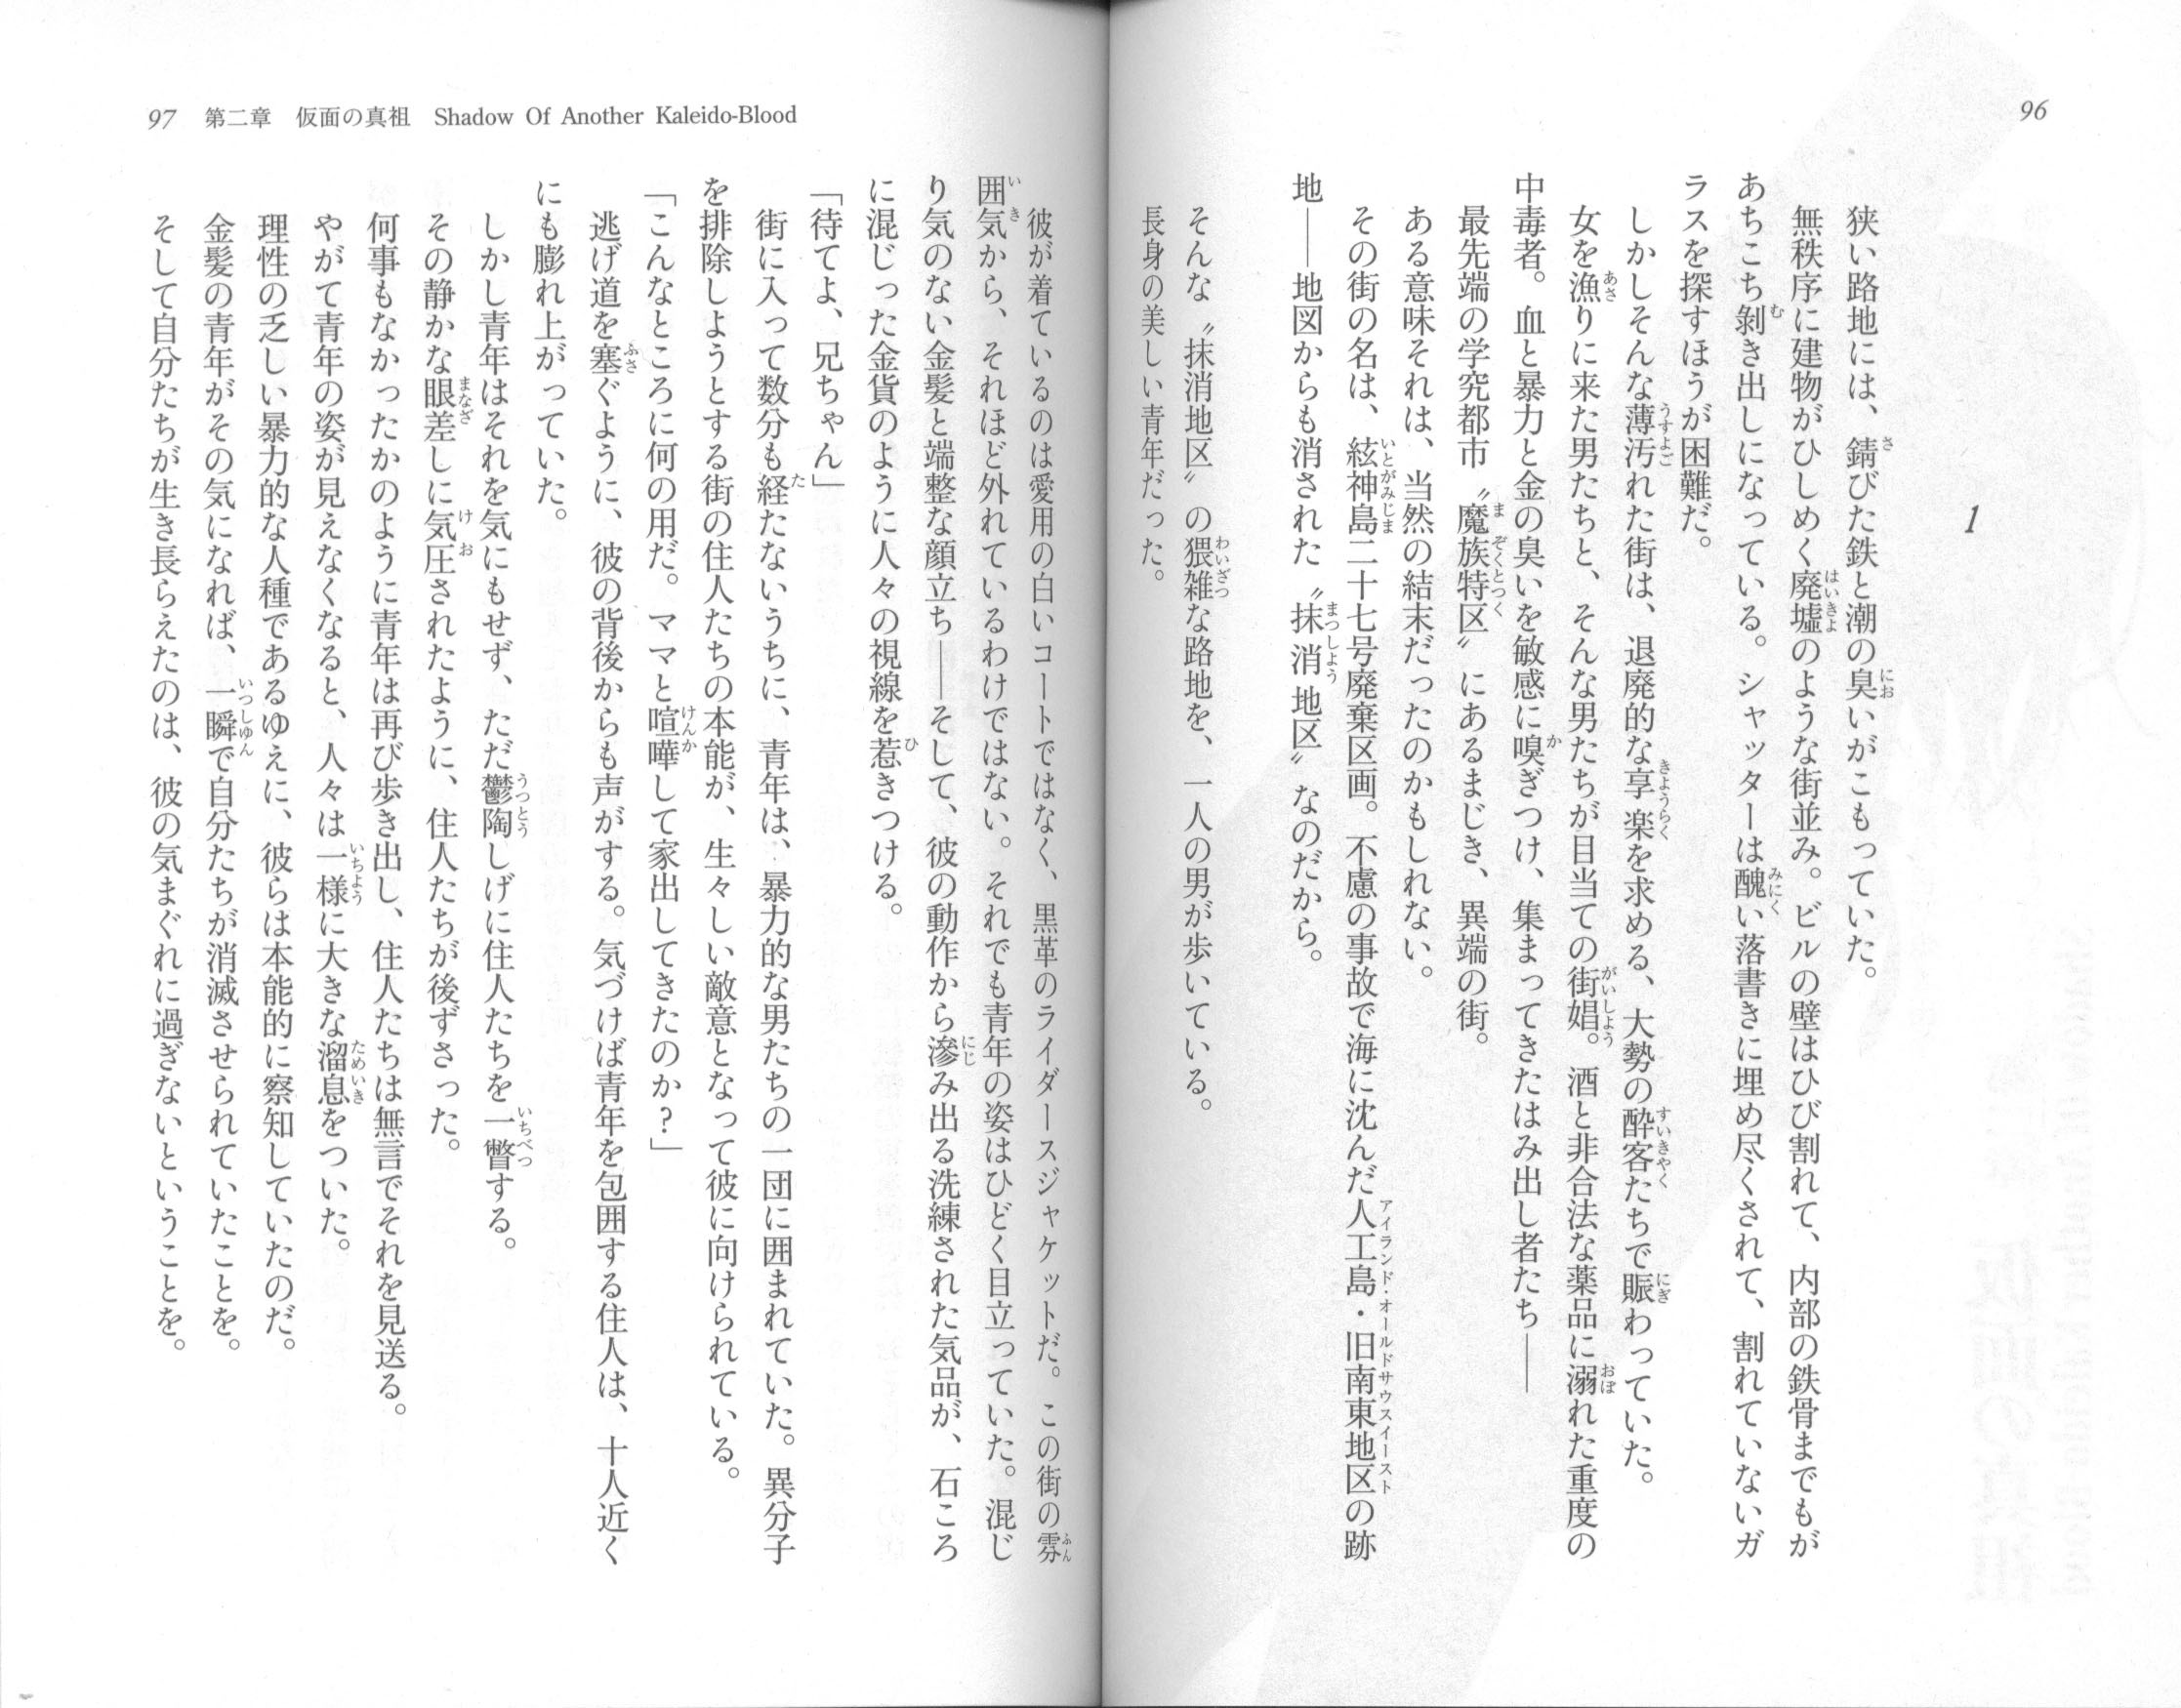 96
1
狭い路地には、錆びた鉄と潮の臭いがこもっていた。
無秩序に建物がひしめく廃墟のような街並み。ビルの壁はひび割れて、内部の鉄骨までもが
あちこち剝き出しになっている。シャッターは醜い落書きに埋め尽くされて、割れていないガ
ラスを探すほうが困難だ。
しかしそんな薄汚れた街は、退廃的な享楽を求める、大勢の酔客たちで賑わっていた。
女を漁りに来た男たちと、そんな男たちが目当ての街娼。酒と非合法な薬品に溺れた重度の
中毒者。血と暴力と金の臭いを敏感に嗅ぎつけ、集まってきたはみ出し者たち――
最先端の学究都市〝魔族特区〟にあるまじき、異端の街。
ある意味それは、当然の結末だったのかもしれない。
その街の名は、絃神島二十七号廃棄区画。不慮の事故で海に沈んだ人工島・旧南東地区の跡
地――地図からも消された〝抹消地区〟なのだから。
そんな〝抹消地区〟の猥雑な路地を、一人の男が歩いている。
長身の美しい青年だった。
97 第二章 仮面の真祖 Shadow Of Another Kaleido-Blood
彼が着ているのは愛用の白いコートではなく、黒革のライダースジャケットだ。この街の雰
囲気から、それほど外れているわけではない。それでも青年の姿はひどく目立っていた。混じ
り気のない金髪と端整な顔立ち――そして、彼の動作から滲み出る洗練された気品が、石ころ
に混じった金貨のように人々の視線を惹きつける。
「待てよ、兄ちゃん」
街に入って数分も経たないうちに、青年は、暴力的な男たちの一団に囲まれていた。異分子
を排除しようとする街の住人たちの本能が、生々しい敵意となって彼に向けられている。
「こんなところに何の用だ。ママと喧嘩して家出してきたのか?」
逃げ道を塞ぐように、彼の背後からも声がする。気づけば青年を包囲する住人は、十人近く
にも膨れ上がっていた。
しかし青年はそれを気にもせず、ただ鬱陶しげに住人たちを一瞥する。
その静かな眼差しに気圧されたように、住人たちが後ずさった。
何事もなかったかのように青年は再び歩き出し、住人たちは無言でそれを見送る。
やがて青年の姿が見えなくなると、人々は一様に大きな溜息をついた。
理性の乏しい暴力的な人種であるゆえに、彼らは本能的に察知していたのだ。
金髪の青年がその気になれば、一瞬で自分たちが消滅させられていたことを。
そして自分たちが生き長らえたのは、彼の気まぐれに過ぎないということを。